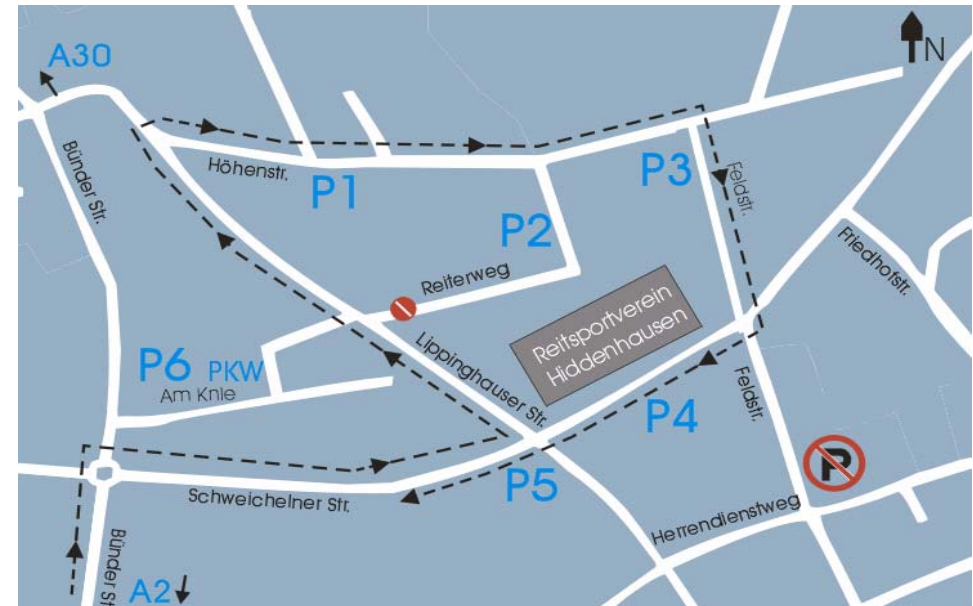 A30
N
Bünder Str.
Höhenstr.
P1
P3
Feldstr.
P2
Reiterweg
Friedhofstr.
Reitsportverein
Hiddenhausen
P6 PKW
Am Knie
Lippinghauser Str.
P4
Feldstr.
P5
P
Schweichelner Str.
Herrendienstweg
Bünder St
A2